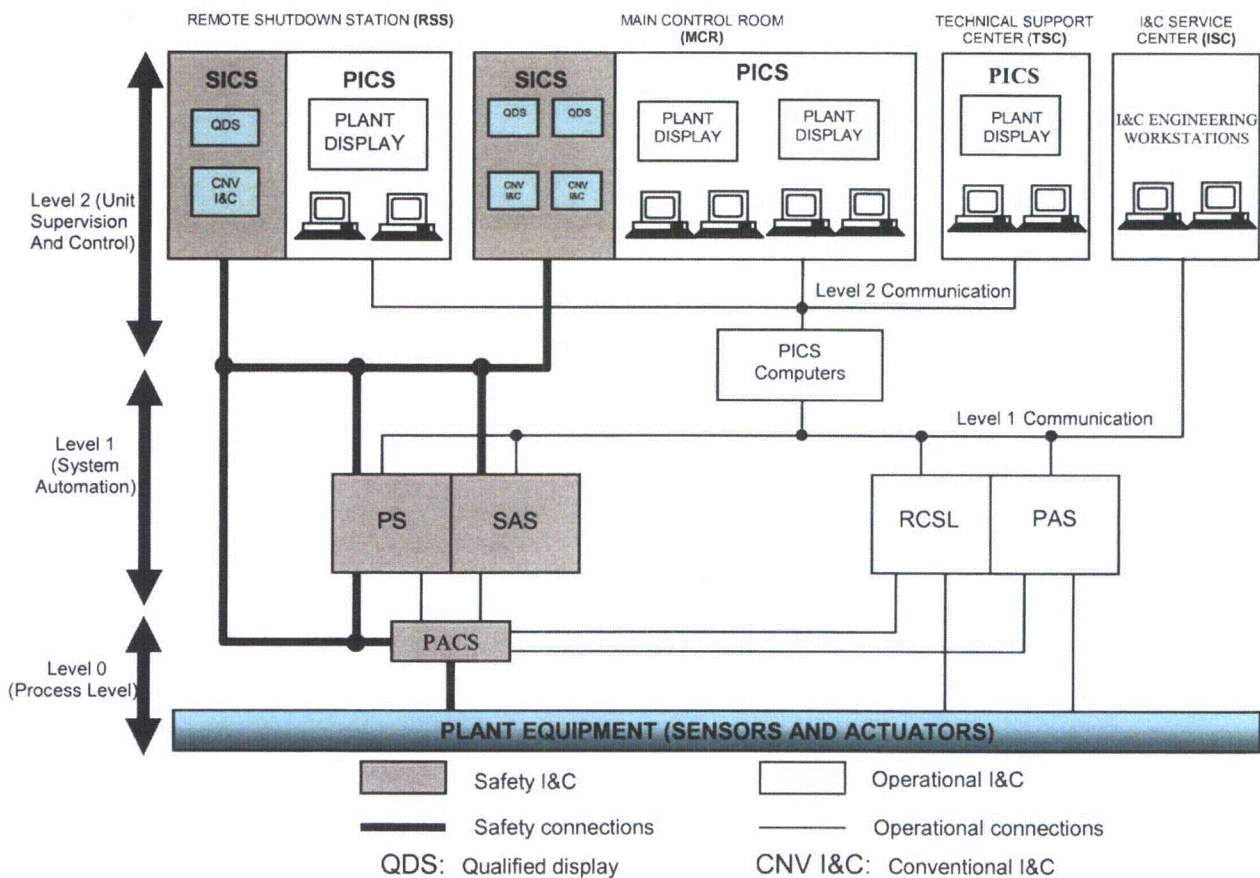 REMOTE SHUTDOWN STATION (RSS)
MAIN CONTROL ROOM
(MCR)
TECHNICAL SUPPORT
CENTER (TSC)
I&C SERVICE
CENTER (ISC)
SICS
PICS
SICS
PICS
PICS
QDS
PLANT
DISPLAY
QDS
QDS
PLANT
DISPLAY
PLANT
DISPLAY
PLANT
DISPLAY
I&C ENGINEERING
WORKSTATIONS
CNV
I&C
CNV
I&C
CNV
I&C
Level 2 (Unit
Supervision
And Control)
Level 2 Communication
PICS
Computers
Level 1 Communication
Level 1
(System
Automation)
PS
SAS
RCSL
PAS
PACS
Level 0
(Process Level)
PLANT EQUIPMENT (SENSORS AND ACTUATORS)
Safety I&C
Operational I&C
Safety connections
Operational connections
QDS: Qualified display
CNV I&C: Conventional I&C